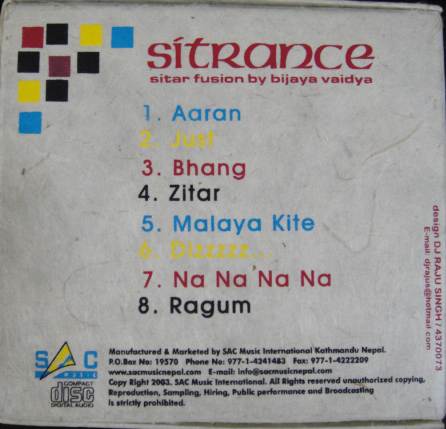 sitrance
sitar fusion by bijaya vaidya
1. Aaran
2. Just
3. Bhang
4. Zitar
5. Malaya Kite
6. Dizzzzz...
7. Na Na Na Na
8. Ragum
design DJ RAJU SINGH / 4370073
E-mail: djrajus@hotmail.com
SAC
MUSIC
COMPACT
disc
DIGITAL AUDIO
Manufactured & Marketed by SAC Music International Kathmandu Nepal.
P.O.Box No: 19570 Phone No: 977-1-4241483 Fax: 977-1-4222209
www.sacmusicnepal.com E-mail: info@sacmusicnepal.com
Copy Right 2003. SAC Music International. All Rights reserved unauthorized copying,
Reproduction, Sampling, Hiring, Public performance and Broadcasting
is strictly prohibited.